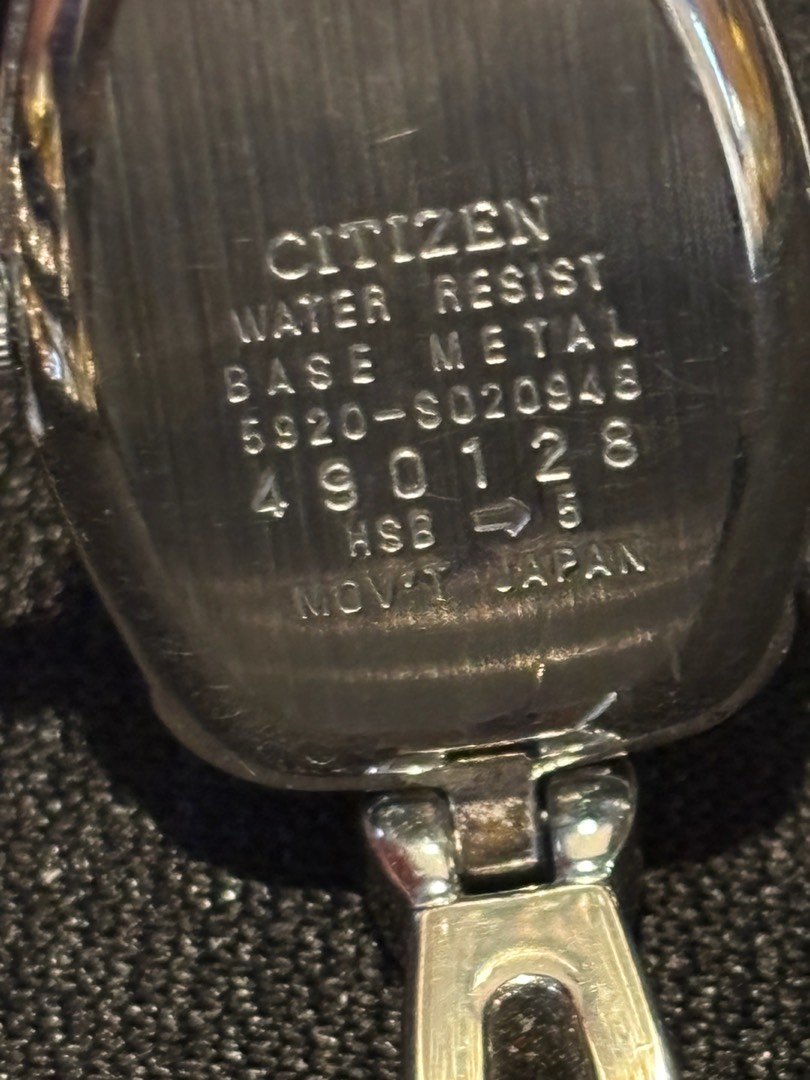 CITIZEN
WATER RESIST
BASE METAL
5920-S020948
490128
HSB ⇨ 5
MOV'T JAPAN